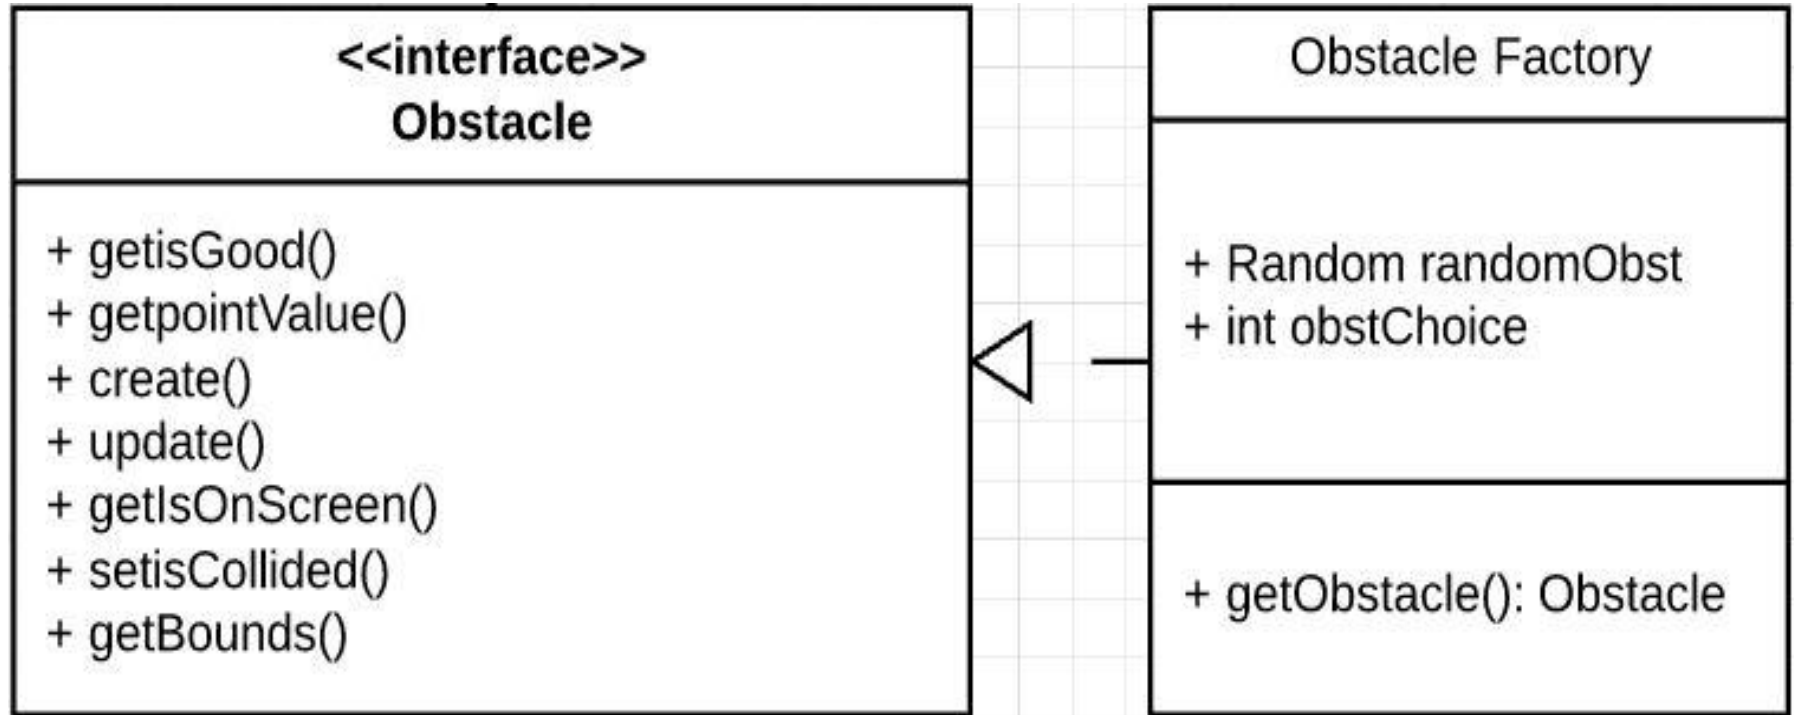 <<interface>>
Obstacle
+ getisGood()
+ getpointValue()
+ create()
+ update()
+ getIsOnScreen()
+ setisCollided()
+ getBounds()
Obstacle Factory
+ Random randomObst
+ int obstChoice
+ getObstacle(): Obstacle